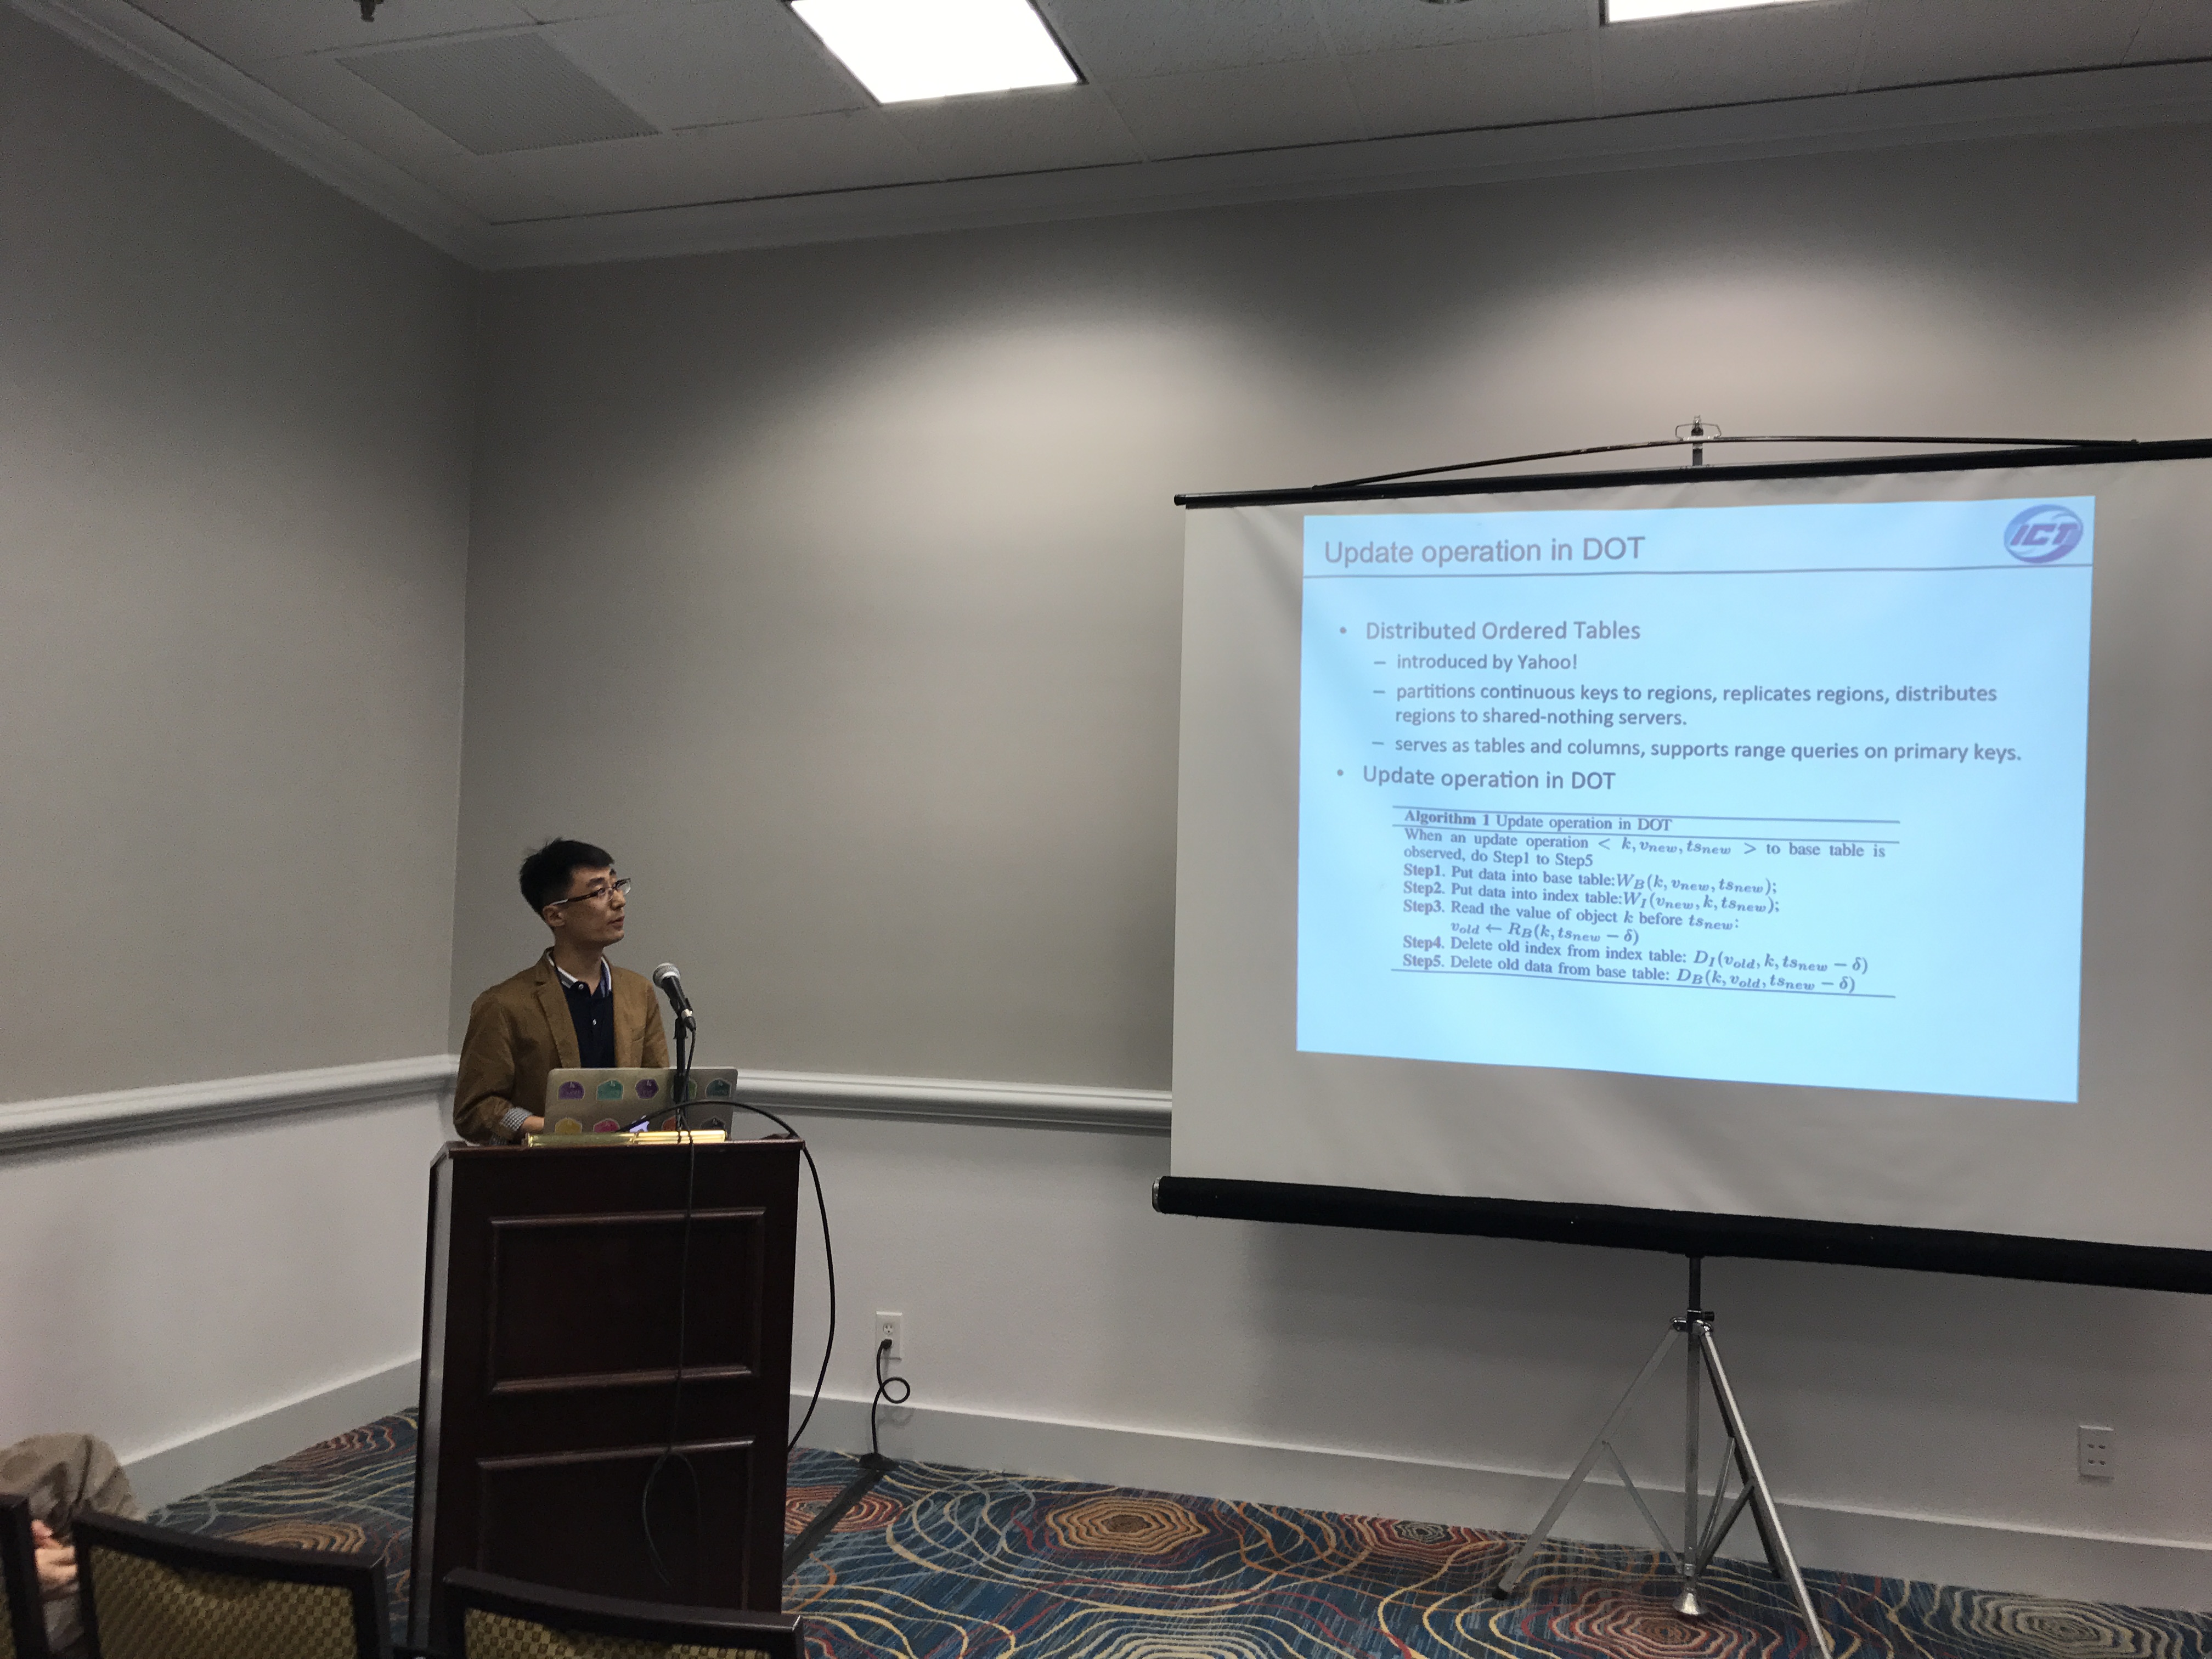 Update operation in DOT
ICT
• Distributed Ordered Tables
– introduced by Yahoo!
– partitions continuous keys to regions, replicates regions, distributes
regions to shared-nothing servers.
– serves as tables and columns, supports range queries on primary keys.
• Update operation in DOT
Algorithm 1 Update operation in DOT
When an update operation < k, v_new, ts_new > to base table is
observed, do Step1 to Step5
Step1. Put data into base table:W_B(k, v_new, ts_new);
Step2. Put data into index table:W_I(v_new, k, ts_new);
Step3. Read the value of object k before ts_new:
v_old ← R_B(k, ts_new − δ)
Step4. Delete old index from index table: D_I(v_old, k, ts_new − δ)
Step5. Delete old data from base table: D_B(k, v_old, ts_new − δ)